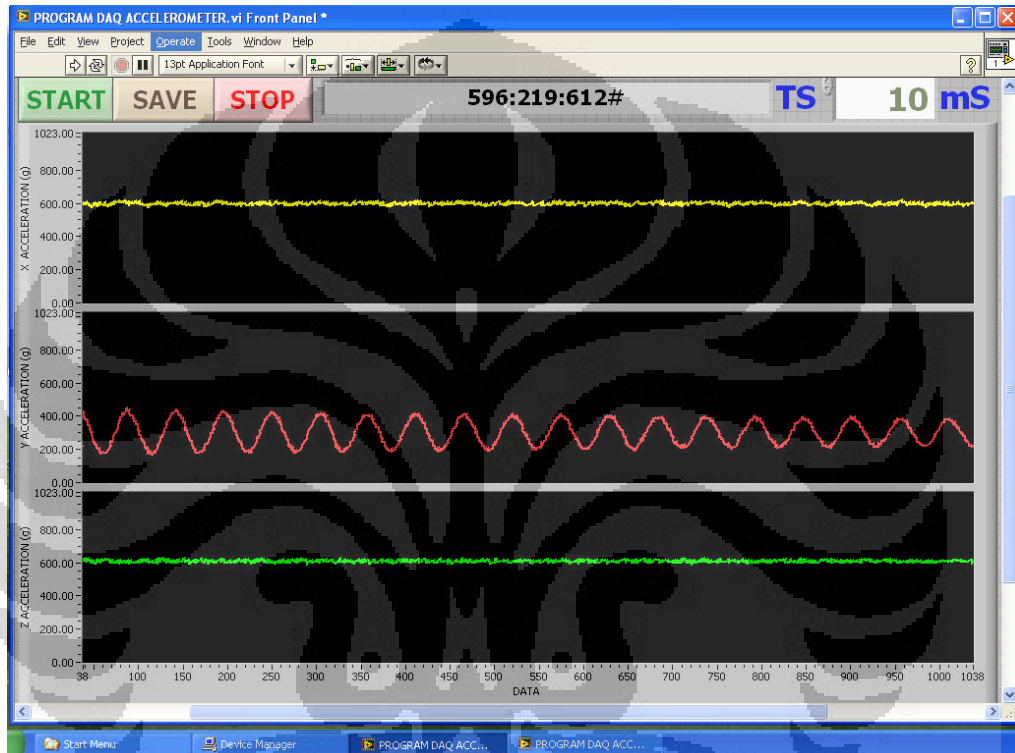 PROGRAM DAQ ACCELEROMETER.vi Front Panel *
File Edit View Project Operate Tools Window Help
13pt Application Font
1
START SAVE STOP 596:219:612# TS 10 mS
X ACCELERATION (g)
1023.00
800.00
600.00
400.00
200.00
0.00
Y ACCELERATION (g)
1023.00
800.00
600.00
400.00
200.00
0.00
Z ACCELERATION (g)
1023.00
800.00
600.00
400.00
200.00
0.00
38 100 150 200 250 300 350 400 450 500 550 600 650 700 750 800 850 900 950 1000 1038
DATA
Start Menu Device Manager PROGRAM DAQ ACC... PROGRAM DAQ ACC...